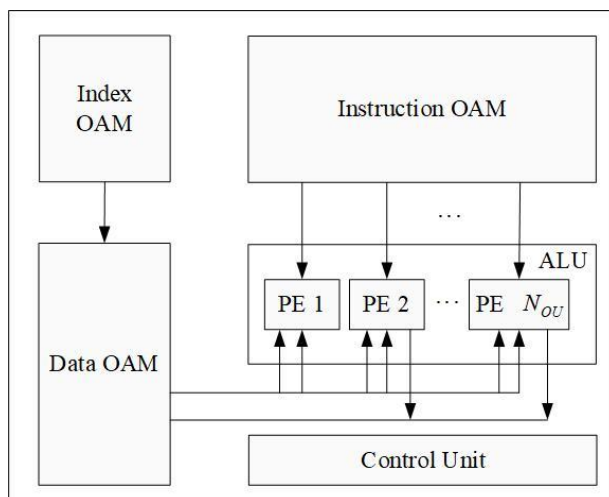 Index
OAM
Instruction OAM
...
ALU
PE 1
PE 2
...
PE N_OU
Data OAM
Control Unit